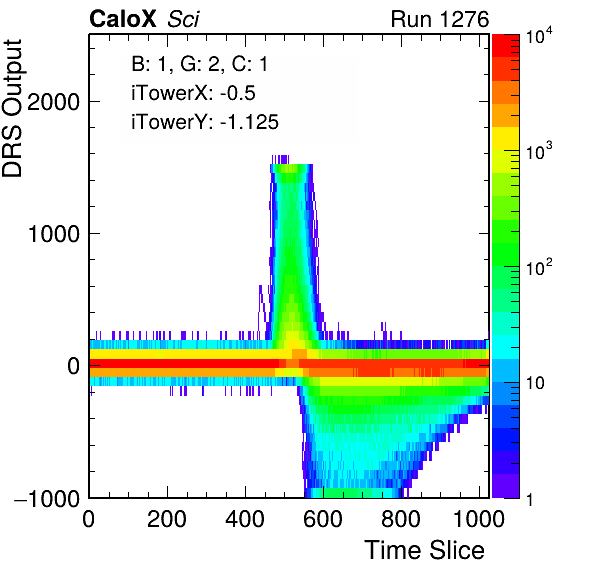 CaloX Sci Run 1276
B: 1, G: 2, C: 1
iTowerX: -0.5
iTowerY: -1.125
DRS Output
2000
1000
0
−1000
0 200 400 600 800 1000
Time Slice
10^4
10^3
10^2
10
1